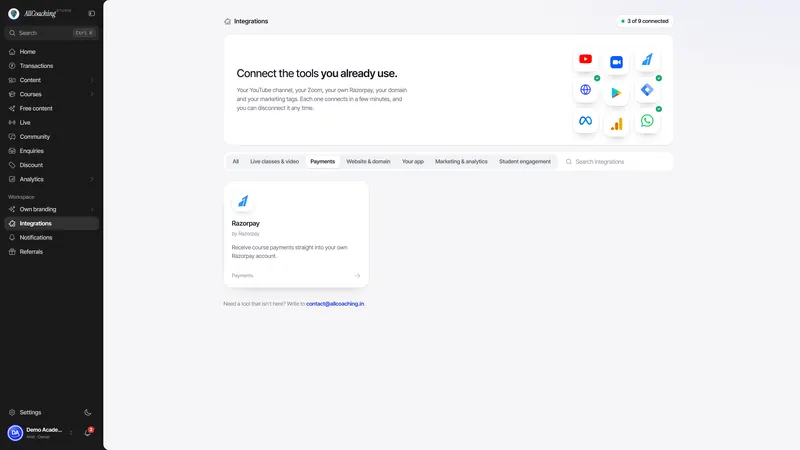 AllCoaching STUDIO
Search
Ctrl K
Home
Transactions
Content
Courses
Free content
Live
Community
Enquiries
Discount
Analytics
Workspace
Own branding
Integrations
Notifications
Referrals
Settings
DA
Demo Acade...
Owner
2
Integrations
3 of 9 connected
Connect the tools you already use.
Your YouTube channel, your Zoom, your own Razorpay, your domain
and your marketing tags. Each one connects in a few minutes, and
you can disconnect it any time.
All
Live classes & video
Payments
Website & domain
Your app
Marketing & analytics
Student engagement
Search integrations
Razorpay
by Razorpay
Receive course payments straight into your own
Razorpay account.
Payments
Need a tool that isn't here? Write to contact@allcoaching.in